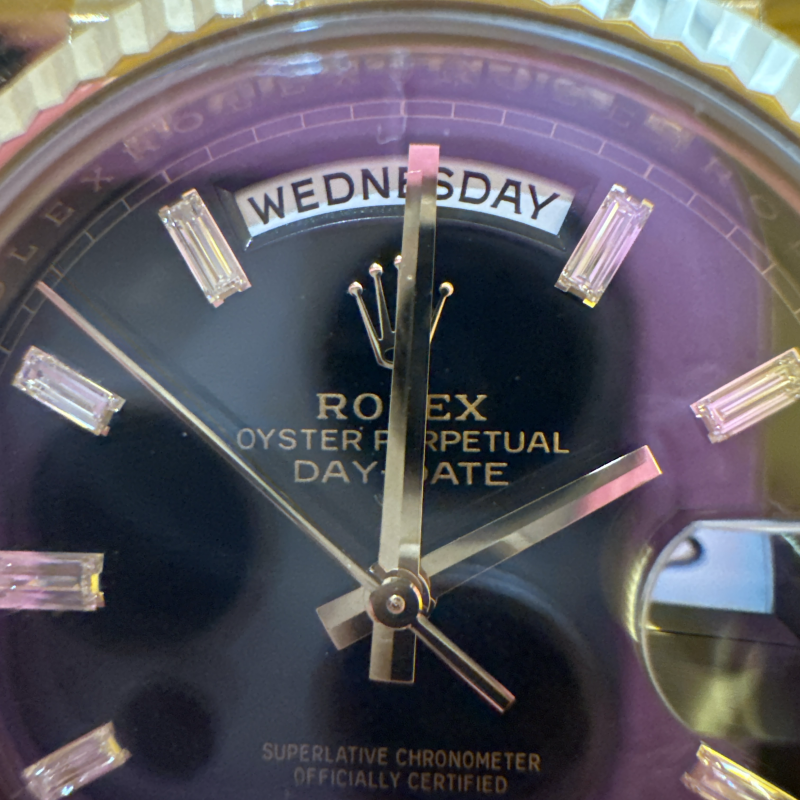 WEDNESDAY
ROLEX
OYSTER PERPETUAL
DAY-DATE
SUPERLATIVE CHRONOMETER
OFFICIALLY CERTIFIED